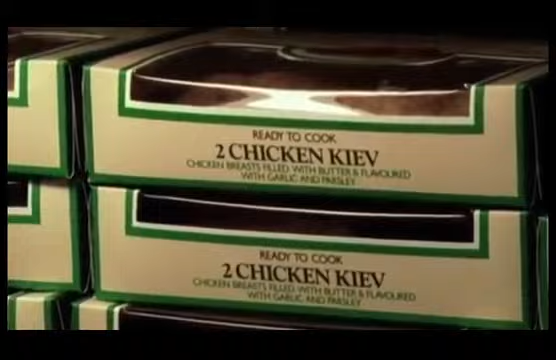 READY TO COOK
2 CHICKEN KIEV
CHICKEN BREASTS FILLED WITH BUTTER & FLAVOURED
WITH GARLIC AND PARSLEY
READY TO COOK
2 CHICKEN KIEV
CHICKEN BREASTS FILLED WITH BUTTER & FLAVOURED
WITH GARLIC AND PARSLEY